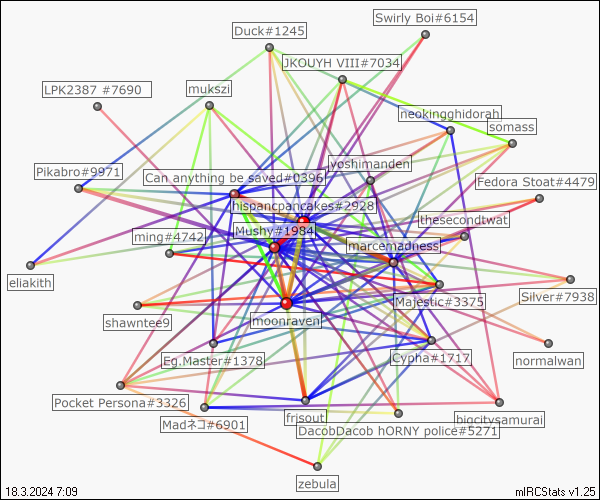 Swirly Boi#6154
Duck#1245
JKOUYH VIII#7034
LPK2387 #7690
mukszi
neokingghidorah
somass
yoshimanden
Pikabro#9971
Can anything be saved#0396
Fedora Stoat#4479
hispancpancakes#2928
thesecondtwat
Mushy#1984
ming#4742
marcemadness
eliakith
Majestic#3375
Silver#7938
shawntee9
moonraven
Eg.Master#1378
Cypha#1717
normalwan
Pocket Persona#3326
frisout
bigcitysamurai
Madネコ#6901
DacobDacob hORNY police#5271
zebula
18.3.2024 7:09
mIRCStats v1.25